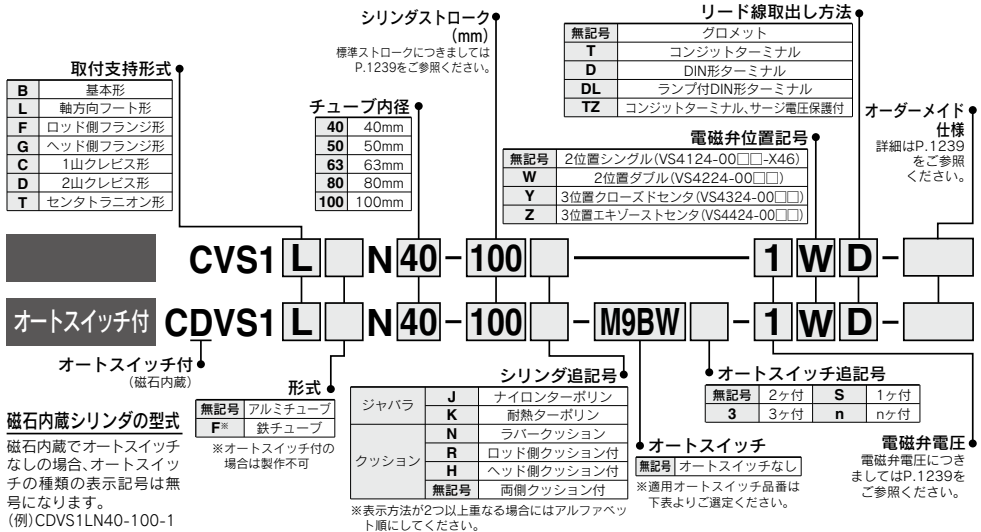 シリンダストローク
(mm)
標準ストロークにつきましては
P.1239をご参照ください。
リード線取出し方法
無記号 グロメット
T コンジットターミナル
D DIN形ターミナル
DL ランプ付DIN形ターミナル
TZ コンジットターミナル、サージ電圧保護付
取付支持形式
B 基本形
L 軸方向フート形
F ロッド側フランジ形
G ヘッド側フランジ形
C 1山クレビス形
D 2山クレビス形
T センタトラニオン形
チューブ内径
40 40mm
50 50mm
63 63mm
80 80mm
100 100mm
電磁弁位置記号
無記号 2位置シングル(VS4124-00□□-X46)
W 2位置ダブル(VS4224-00□□)
Y 3位置クローズドセンタ(VS4324-00□□)
Z 3位置エキゾーストセンタ(VS4424-00□□)
オーダーメイド
仕様
詳細はP.1239
をご参照
ください。
CVS1 L N 40 - 100 1 W D -
オートスイッチ付 CDVS1 L N 40 - 100 - M9BW - 1 W D -
オートスイッチ付
(磁石内蔵)
磁石内蔵シリンダの型式
磁石内蔵でオートスイッチ
なしの場合、オートスイッ
チの種類の表示記号は無
号になります。
(例)CDVS1LN40-100-1
形式
無記号 アルミチューブ
F※ 鉄チューブ
※オートスイッチ付の
場合は製作不可
シリンダ追記号
ジャバラ J ナイロンターポリン
K 耐熱ターポリン
クッション N ラバークッション
R ロッド側クッション付
H ヘッド側クッション付
無記号 両側クッション付
※表示方法が2つ以上重なる場合にはアルファベッ
ト順にしてください。
オートスイッチ
無記号 オートスイッチなし
※適用オートスイッチ品番は
下表よりご選定ください。
オートスイッチ追記号
無記号 2ヶ付 S 1ヶ付
3 3ヶ付 n nヶ付
電磁弁電圧
電磁弁電圧につき
ましてはP.1239を
ご参照ください。